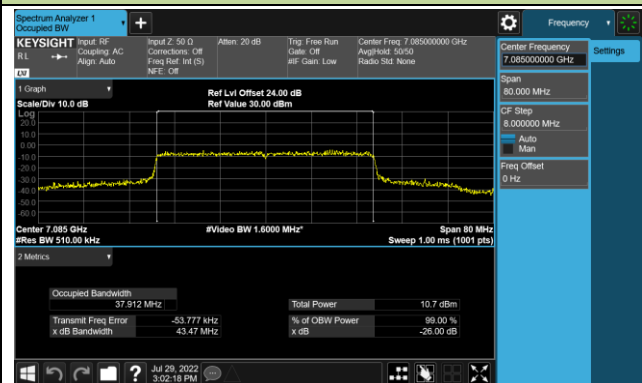 Spectrum Analyzer 1
Occupied BW
+
Frequency
KEYSIGHT
RL
LXI
Input: RF
Coupling: AC
Align: Auto
Input Z: 50 Ω
Corrections: Off
Freq Ref: Int (S)
NFE: Off
Atten: 20 dB
Trig: Free Run
Gate: Off
#IF Gain: Low
Center Freq: 7.085000000 GHz
Avg|Hold: 50/50
Radio Std: None
Center Frequency
7.085000000 GHz
Settings
Span
80.000 MHz
CF Step
8.000000 MHz
Auto
Man
Freq Offset
0 Hz
1 Graph
Scale/Div 10.0 dB
Ref Lvl Offset 24.00 dB
Ref Value 30.00 dBm
Log
20.0
10.0
0.00
-10.0
-20.0
-30.0
-40.0
-50.0
-60.0
Center 7.085 GHz
#Video BW 1.6000 MHz*
Span 80 MHz
#Res BW 510.00 kHz
Sweep 1.00 ms (1001 pts)
2 Metrics
Occupied Bandwidth
37.912 MHz
Total Power 10.7 dBm
Transmit Freq Error -53.777 kHz
% of OBW Power 99.00 %
x dB Bandwidth 43.47 MHz
x dB -26.00 dB
?
Jul 29, 2022
3:02:18 PM